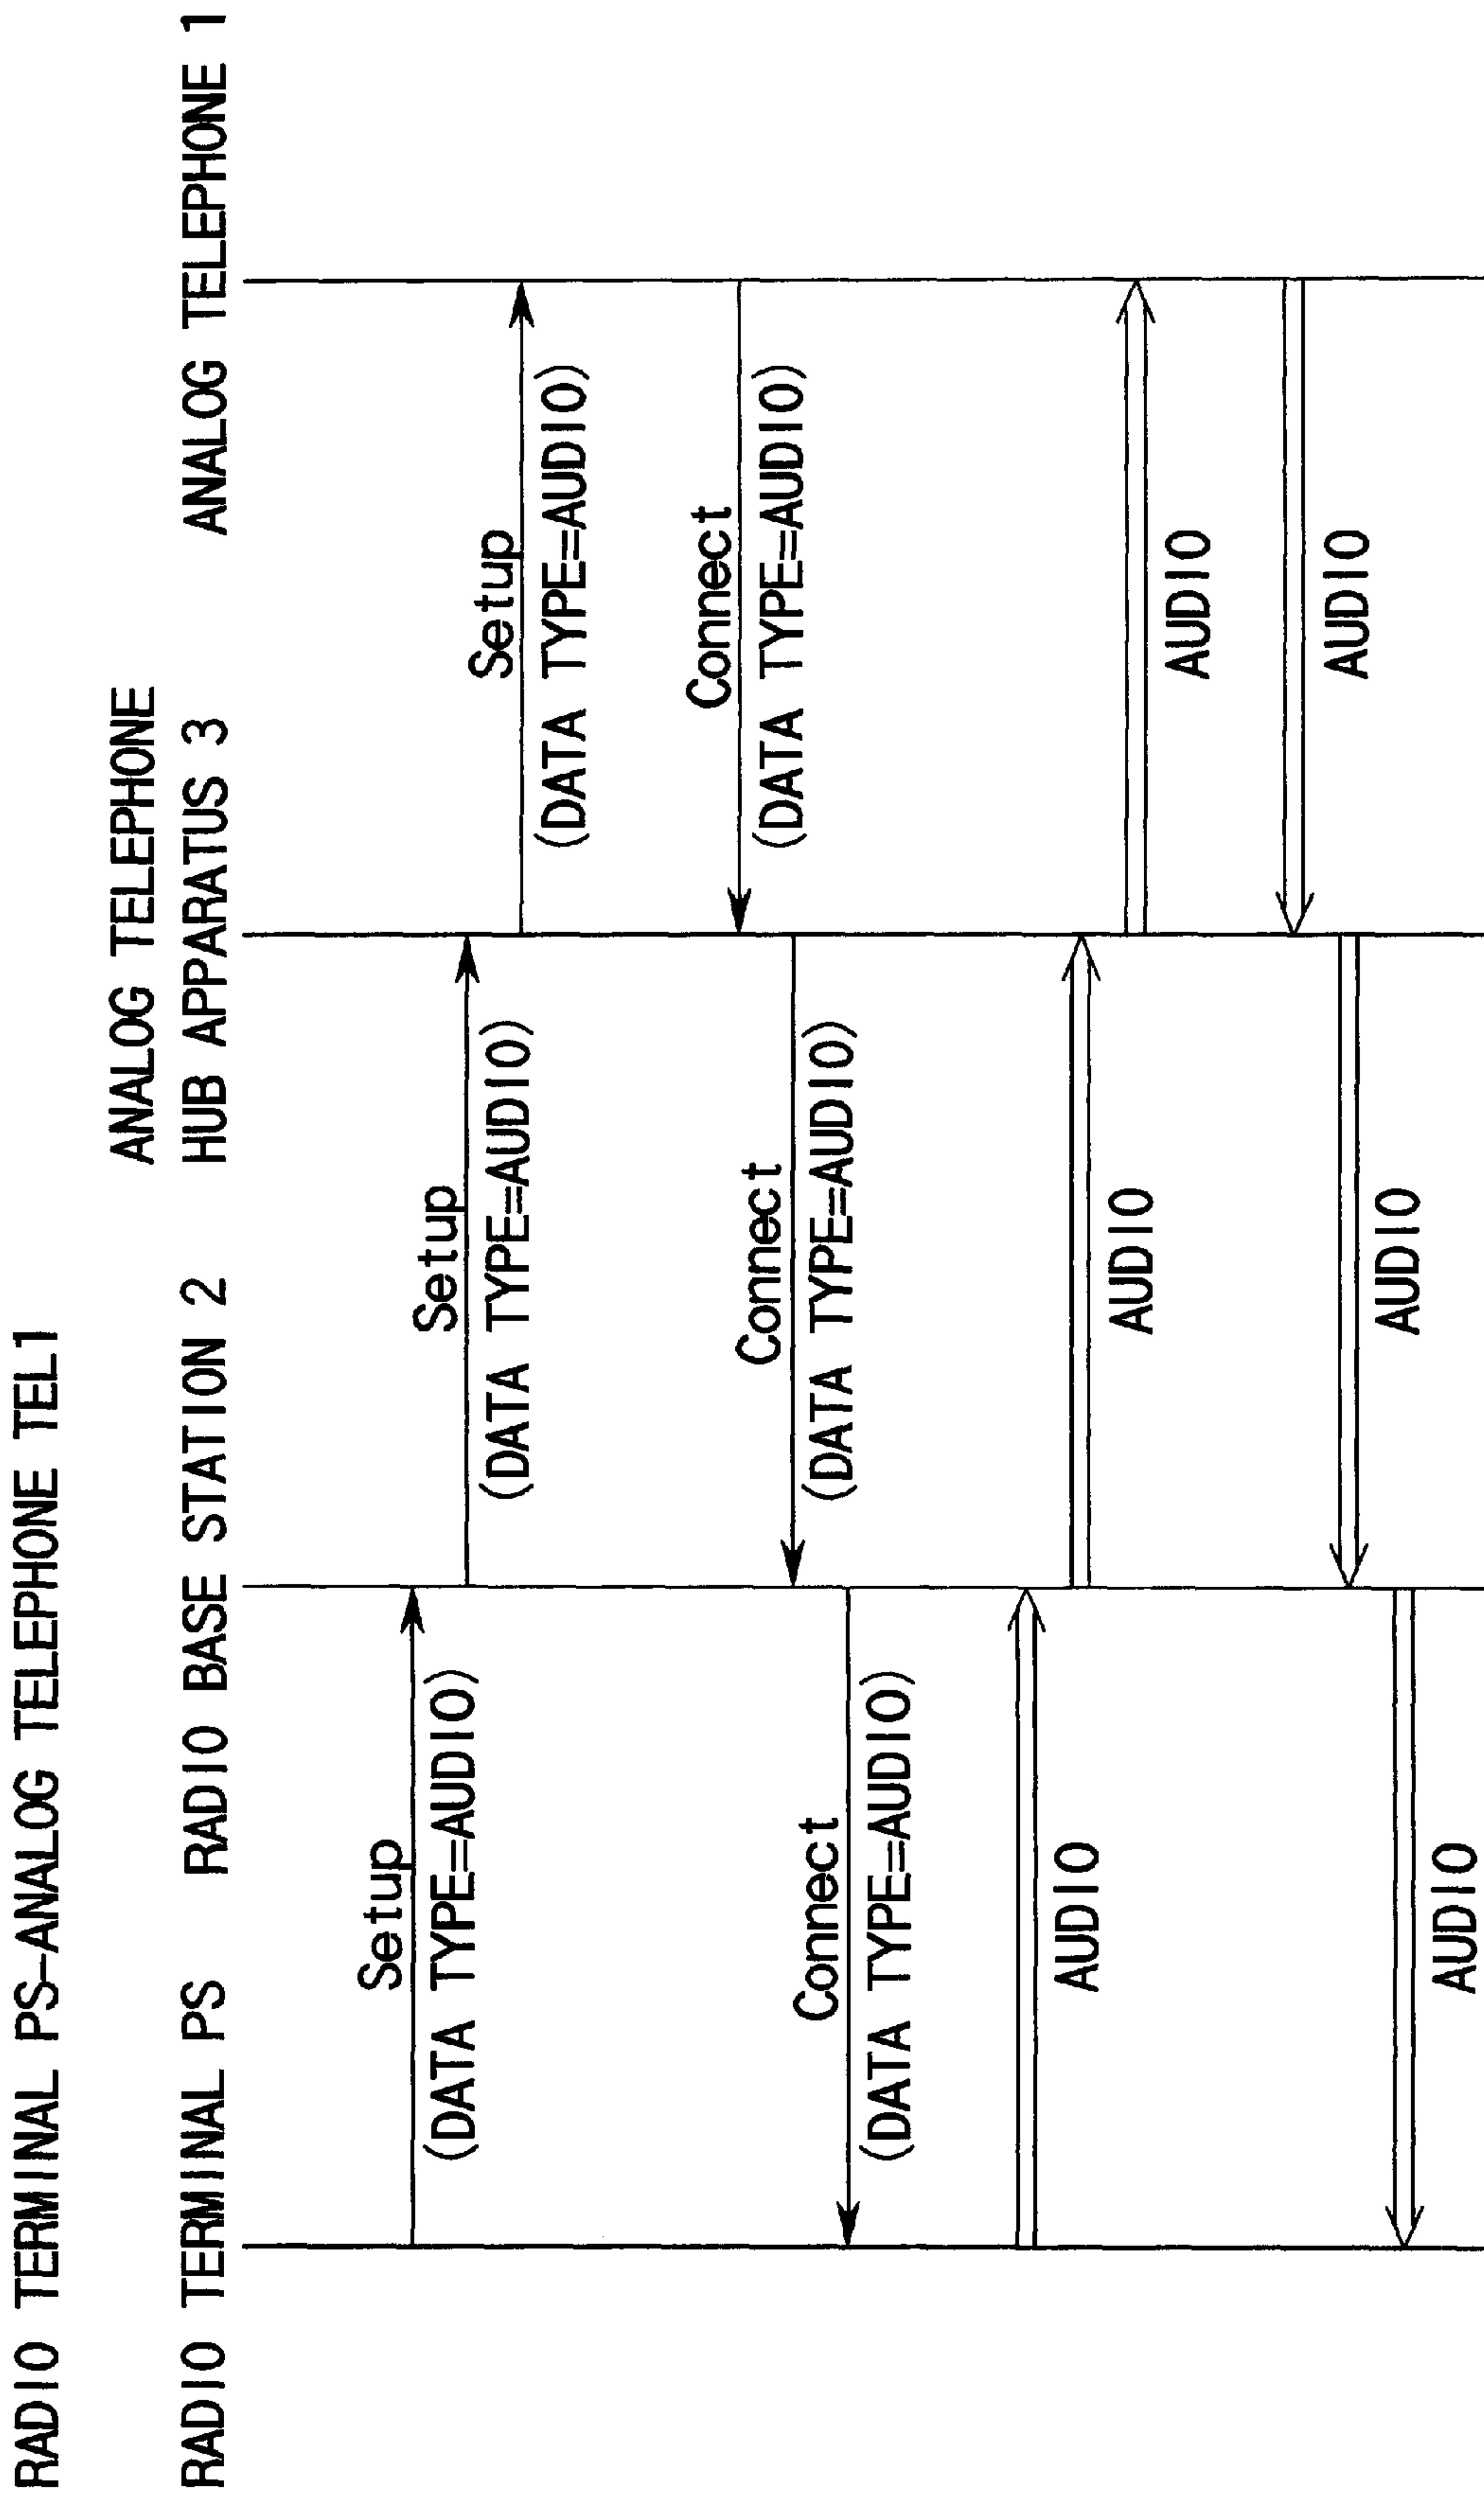 RADIO TERMINAL PS-ANALOG TELEPHONE TEL1
ANALOG TELEPHONE
RADIO TERMINAL PS RADIO BASE STATION 2 HUB APPARATUS 3 ANALOG TELEPHONE 1
Setup
(DATA TYPE=AUDIO)
Setup
(DATA TYPE=AUDIO)
Setup
(DATA TYPE=AUDIO)
Connect
(DATA TYPE=AUDIO)
Connect
(DATA TYPE=AUDIO)
Connect
(DATA TYPE=AUDIO)
AUDIO
AUDIO
AUDIO
AUDIO
AUDIO
AUDIO